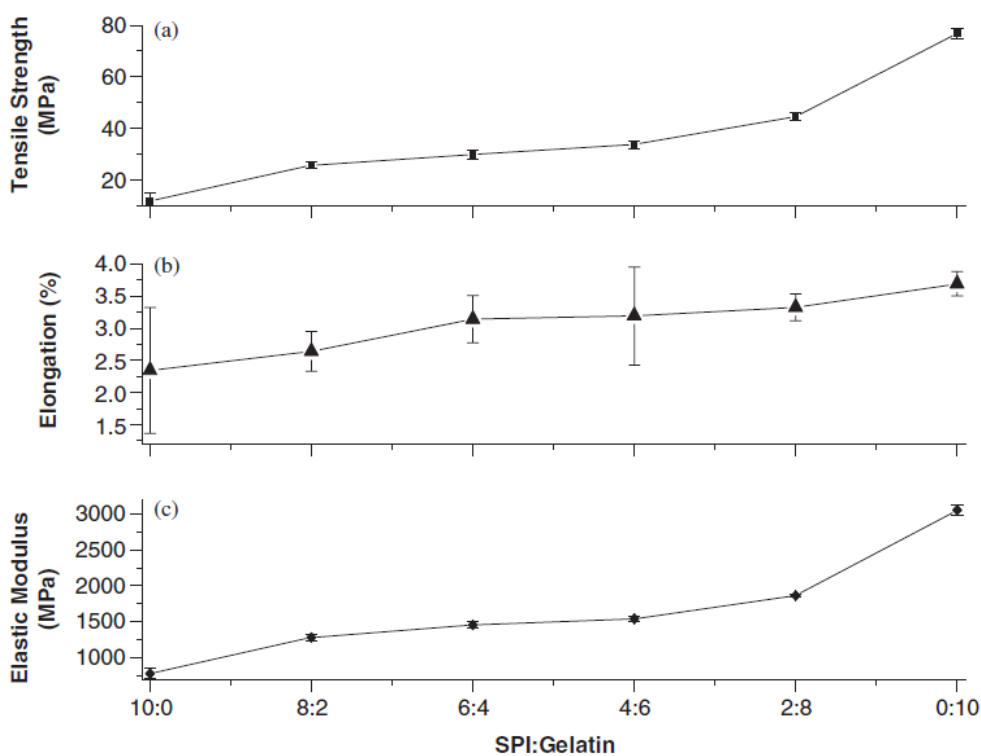 Tensile Strength
(MPa)
(a)
80
60
40
20
Elongation (%)
(b)
4.0
3.5
3.0
2.5
2.0
1.5
Elastic Modulus
(MPa)
(c)
3000
2500
2000
1500
1000
10:0 8:2 6:4 4:6 2:8 0:10
SPI:Gelatin